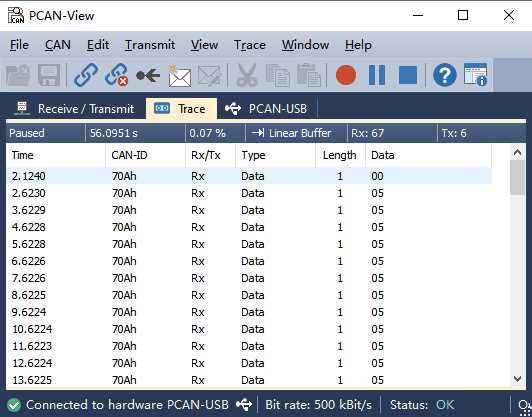 PCAN-View
File CAN Edit Transmit View Trace Window Help
Receive / Transmit Trace PCAN-USB
Paused 56.0951 s 0.07 % Linear Buffer Rx: 67 Tx: 6
Time CAN-ID Rx/Tx Type Length Data
2.1240 70Ah Rx Data 1 00
2.6230 70Ah Rx Data 1 05
3.6229 70Ah Rx Data 1 05
4.6228 70Ah Rx Data 1 05
5.6228 70Ah Rx Data 1 05
6.6226 70Ah Rx Data 1 05
7.6226 70Ah Rx Data 1 05
8.6225 70Ah Rx Data 1 05
9.6224 70Ah Rx Data 1 05
10.6224 70Ah Rx Data 1 05
11.6223 70Ah Rx Data 1 05
12.6224 70Ah Rx Data 1 05
13.6225 70Ah Rx Data 1 05
Connected to hardware PCAN-USB Bit rate: 500 kBit/s Status: OK